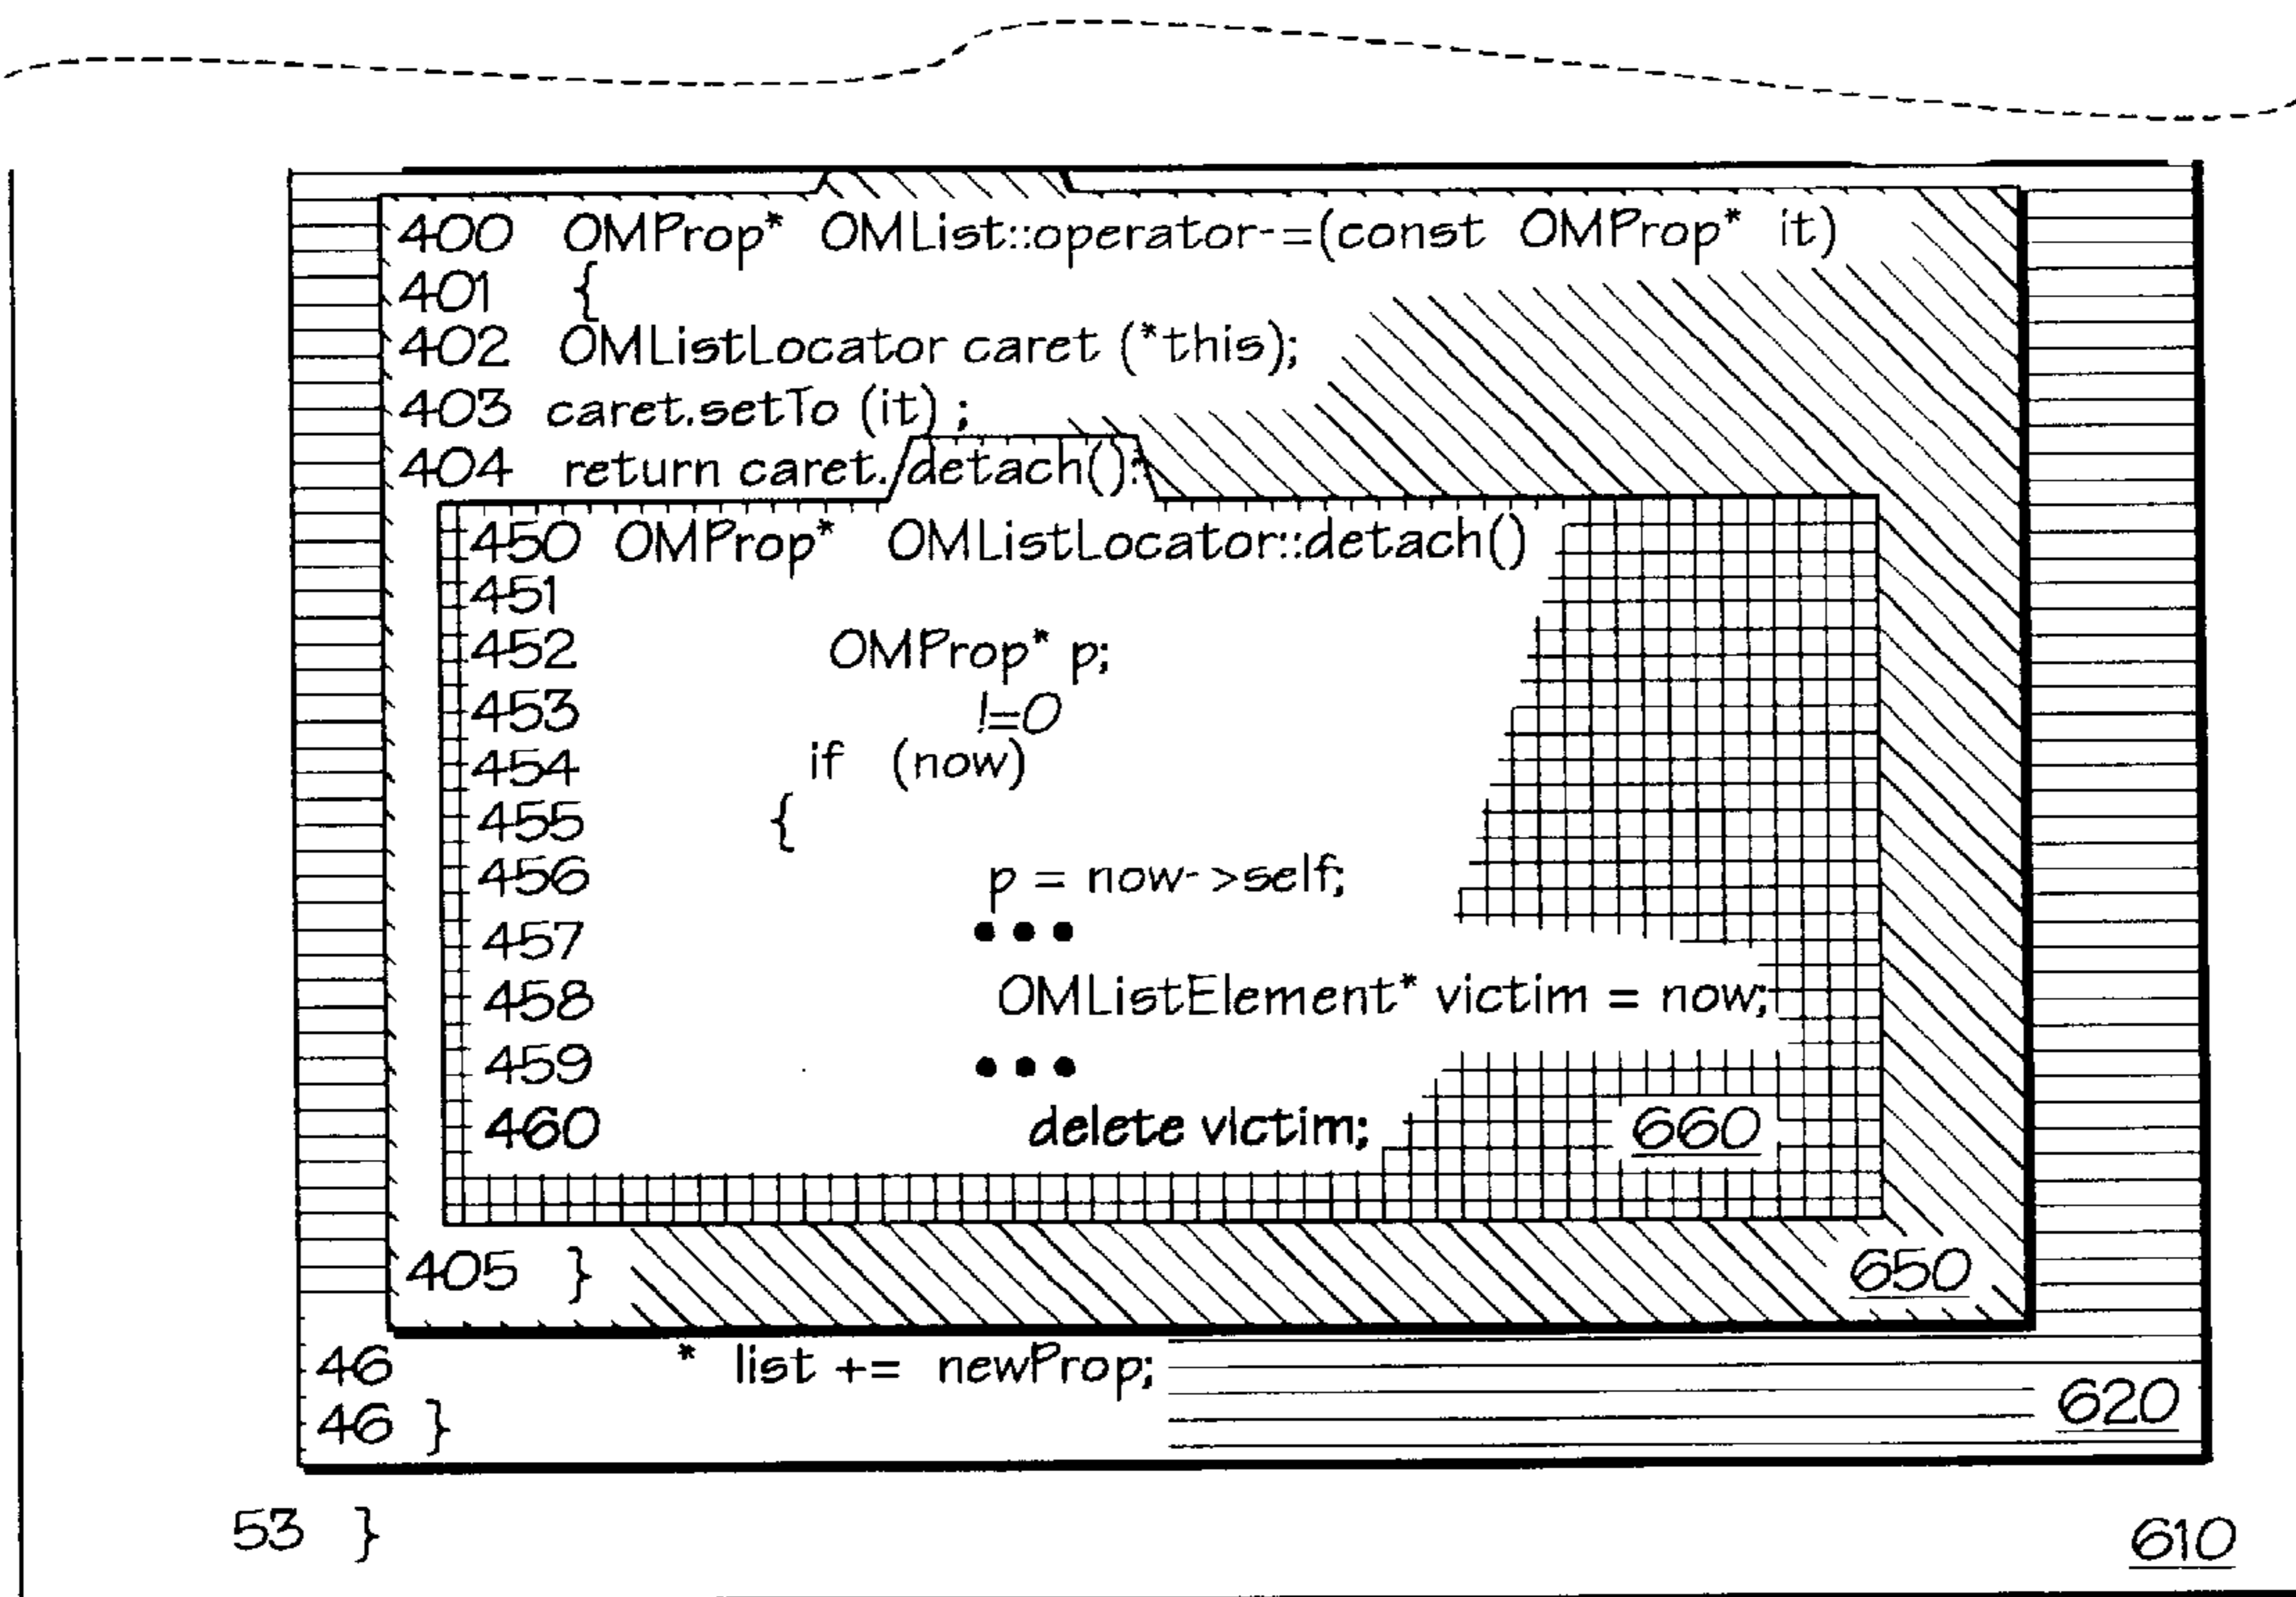 400 OMProp* OMList::operator-=(const OMProp* it)
401 {
402 OMListLocator caret (*this);
403 caret.setTo (it) ;
404 return caret. detach();
450 OMProp* OMListLocator::detach()
451
452 OMProp* p;
453 !=0
454 if (now)
455 {
456 p = now->self;
457 •••
458 OMListElement* victim = now;
459 •••
460 delete victim;
660
405 }
650
46 * list += newProp;
46 }
620
53 }
610